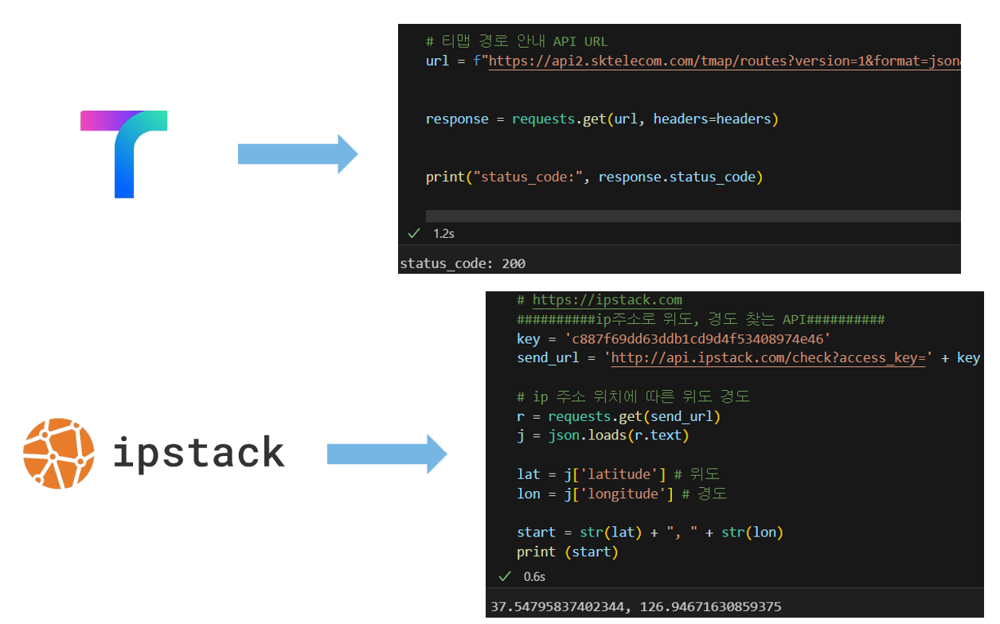 # 티맵 경로 안내 API URL
url = f"https://api2.sktelecom.com/tmap/routes?version=1&format=json&
response = requests.get(url, headers=headers)
print("status_code:", response.status_code)
✓ 1.2s
status_code: 200
# https://ipstack.com
##########ip주소로 위도, 경도 찾는 API##########
key = 'c887f69dd63ddb1cd9d4f53408974e46'
send_url = 'http://api.ipstack.com/check?access_key=' + key
# ip 주소 위치에 따른 위도 경도
r = requests.get(send_url)
j = json.loads(r.text)
ipstack
lat = j['latitude'] # 위도
lon = j['longitude'] # 경도
start = str(lat) + ", " + str(lon)
print (start)
✓ 0.6s
37.54795837402344, 126.94671630859375